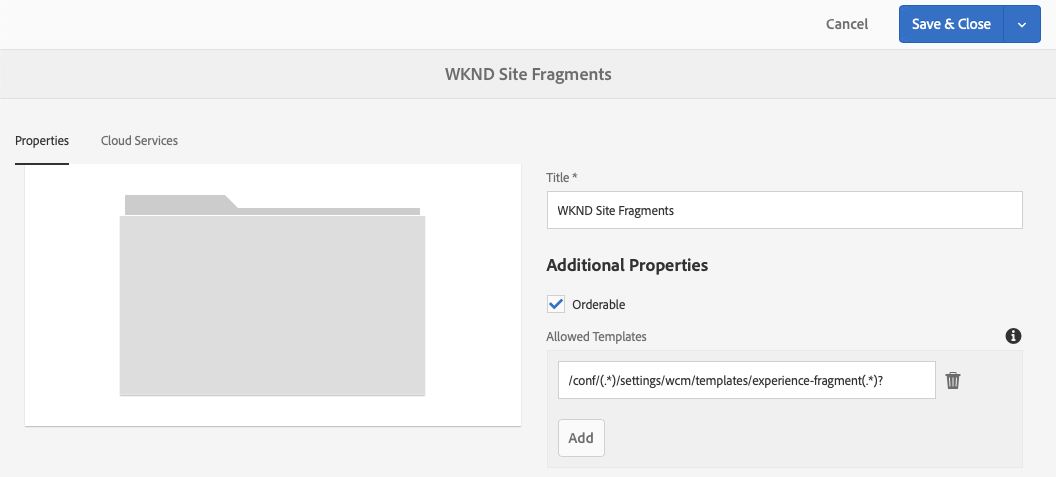 Cancel
Save & Close
WKND Site Fragments
Properties
Cloud Services
Title *
WKND Site Fragments
Additional Properties
Orderable
Allowed Templates
/conf/(.*)/settings/wcm/templates/experience-fragment(.*)?
Add